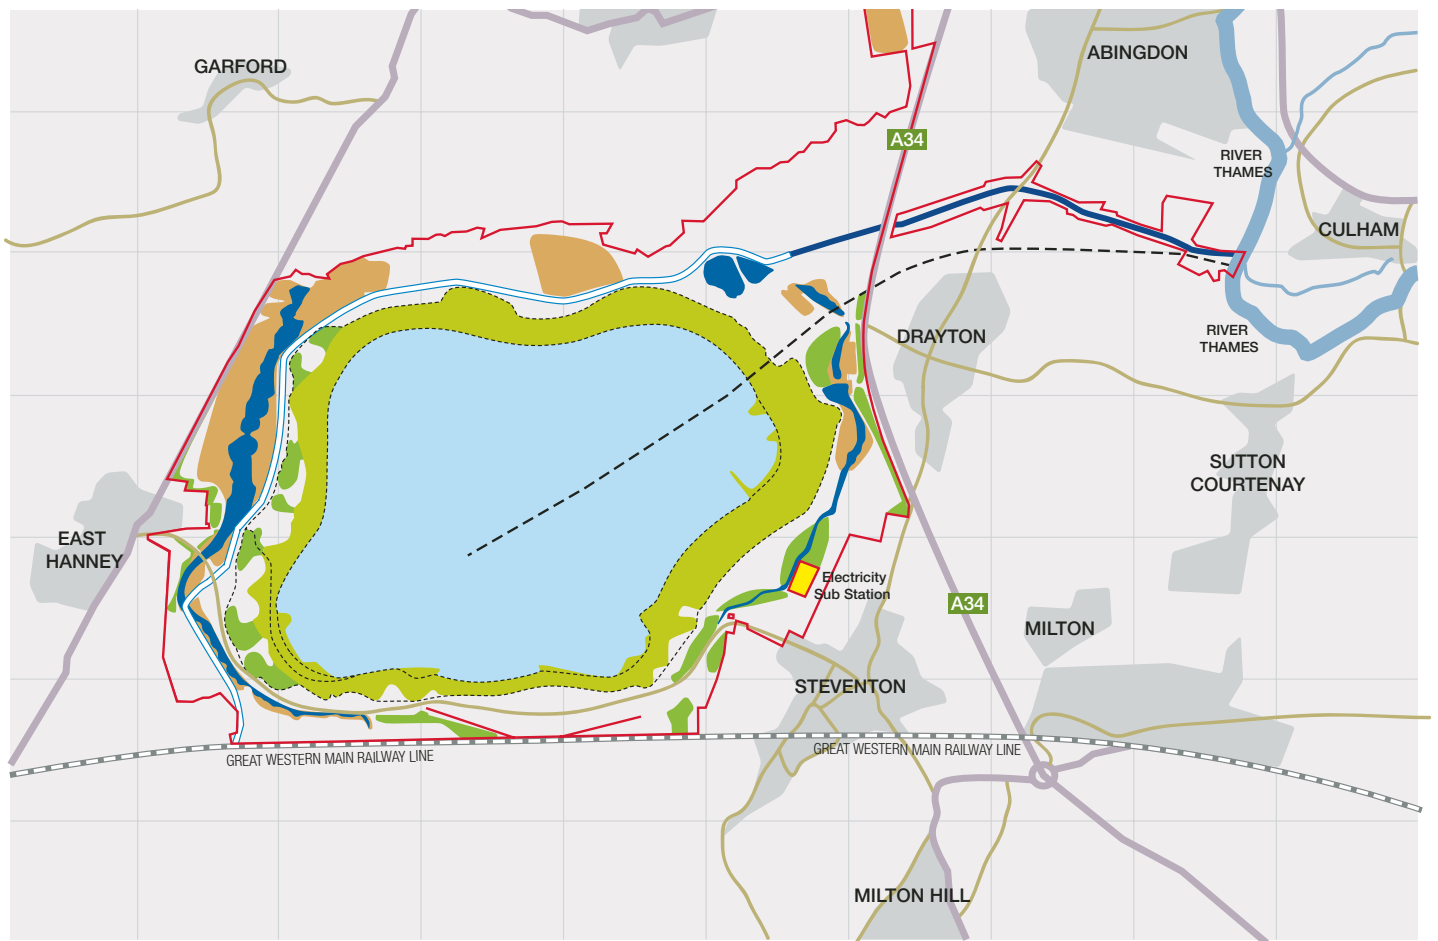 GARFORD
ABINGDON
A34
RIVER
THAMES
CULHAM
RIVER
THAMES
DRAYTON
SUTTON
COURTENAY
EAST
HANNEY
Electricity
Sub Station
A34
MILTON
STEVENTON
GREAT WESTERN MAIN RAILWAY LINE
GREAT WESTERN MAIN RAILWAY LINE
MILTON HILL